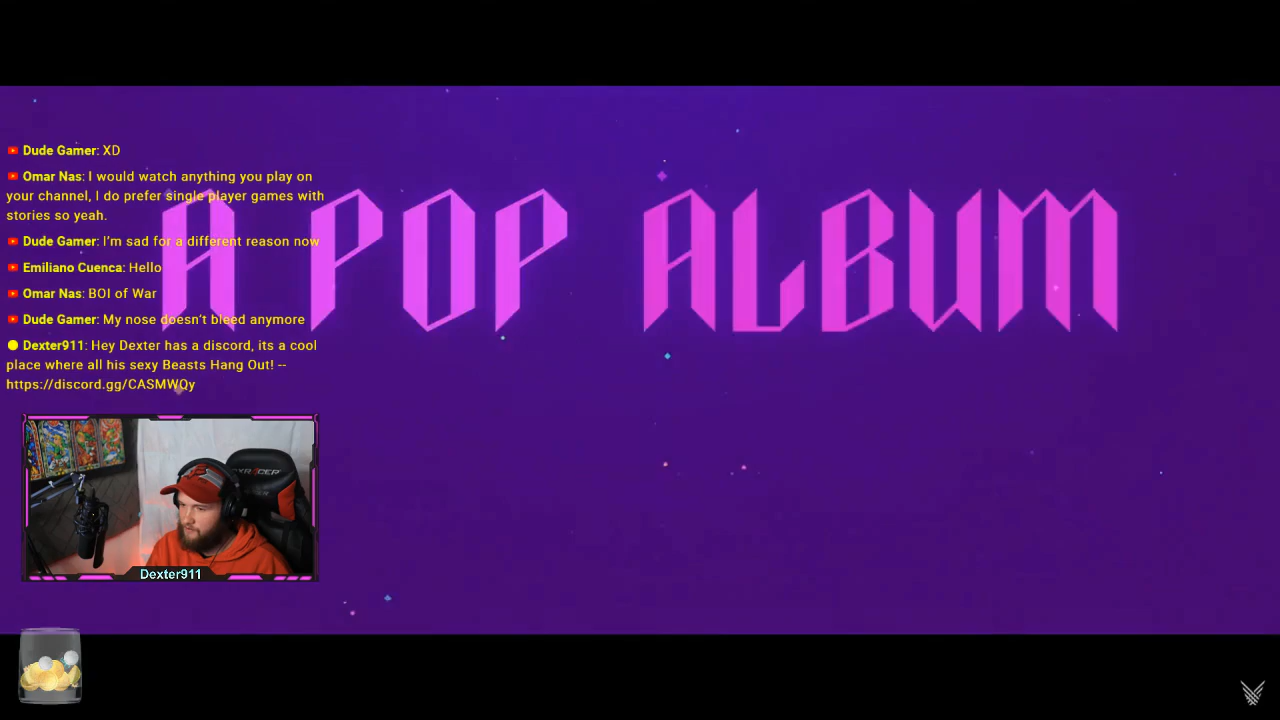 A POP ALBUM
Dude Gamer: XD
Omar Nas: I would watch anything you play on
your channel, I do prefer single player games with
stories so yeah.
Dude Gamer: I'm sad for a different reason now
Emiliano Cuenca: Hello
Omar Nas: BOI of War
Dude Gamer: My nose doesn't bleed anymore
Dexter911: Hey Dexter has a discord, its a cool
place where all his sexy Beasts Hang Out! --
https://discord.gg/CASMWQy
Dexter911